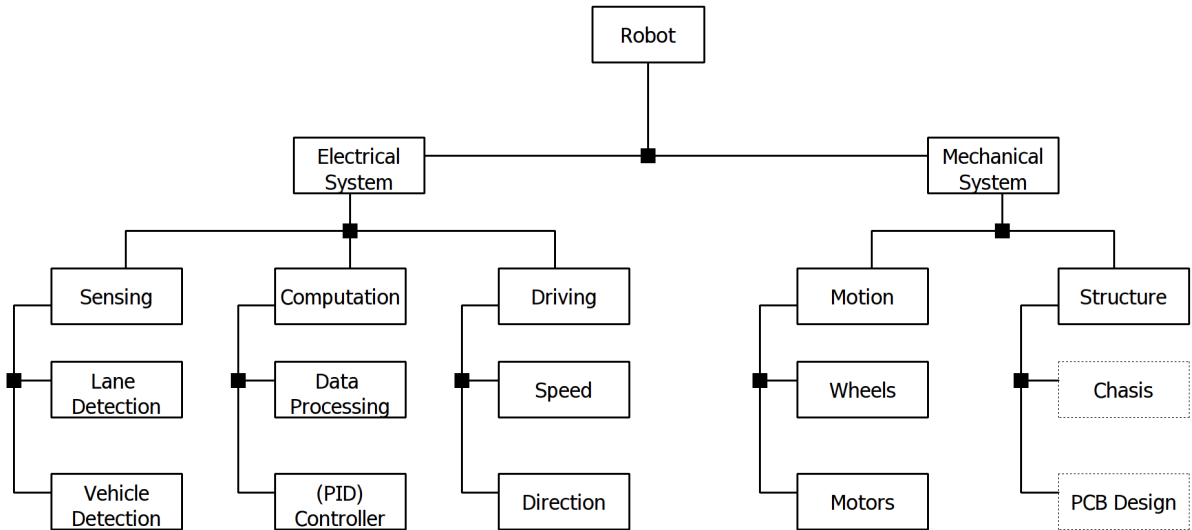 Robot
Electrical
System
Mechanical
System
Sensing
Computation
Driving
Motion
Structure
Lane
Detection
Data
Processing
Speed
Wheels
Chasis
Vehicle
Detection
(PID)
Controller
Direction
Motors
PCB Design